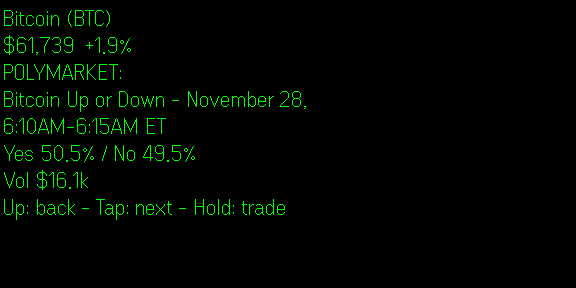 Bitcoin (BTC)
$61,739 +1.9%
POLYMARKET:
Bitcoin Up or Down - November 28,
6:10AM-6:15AM ET
Yes 50.5% / No 49.5%
Vol $16.1k
Up: back - Tap: next - Hold: trade